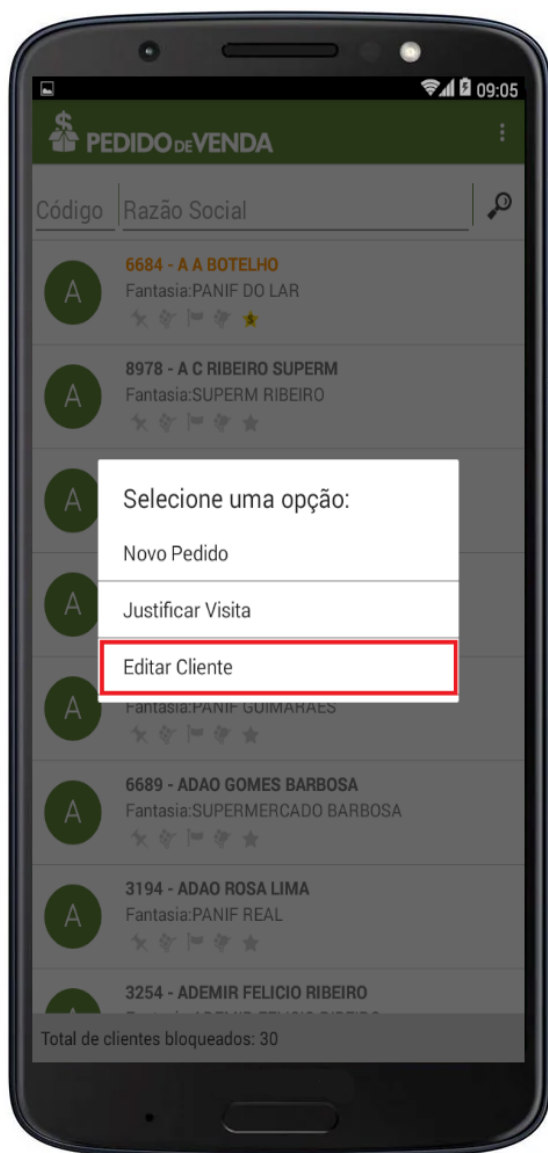 09:05
PEDIDO DE VENDA
Código
Razão Social
A
6684 - A A BOTELHO
Fantasia:PANIF DO LAR
A
8978 - A C RIBEIRO SUPERM
Fantasia:SUPERM RIBEIRO
A
Selecione uma opção:
Novo Pedido
A
Justificar Visita
Editar Cliente
A
Fantasia:PANIF GUIMARAES
A
6689 - ADAO GOMES BARBOSA
Fantasia:SUPERMERCADO BARBOSA
A
3194 - ADAO ROSA LIMA
Fantasia:PANIF REAL
3254 - ADEMIR FELICIO RIBEIRO
Total de clientes bloqueados: 30